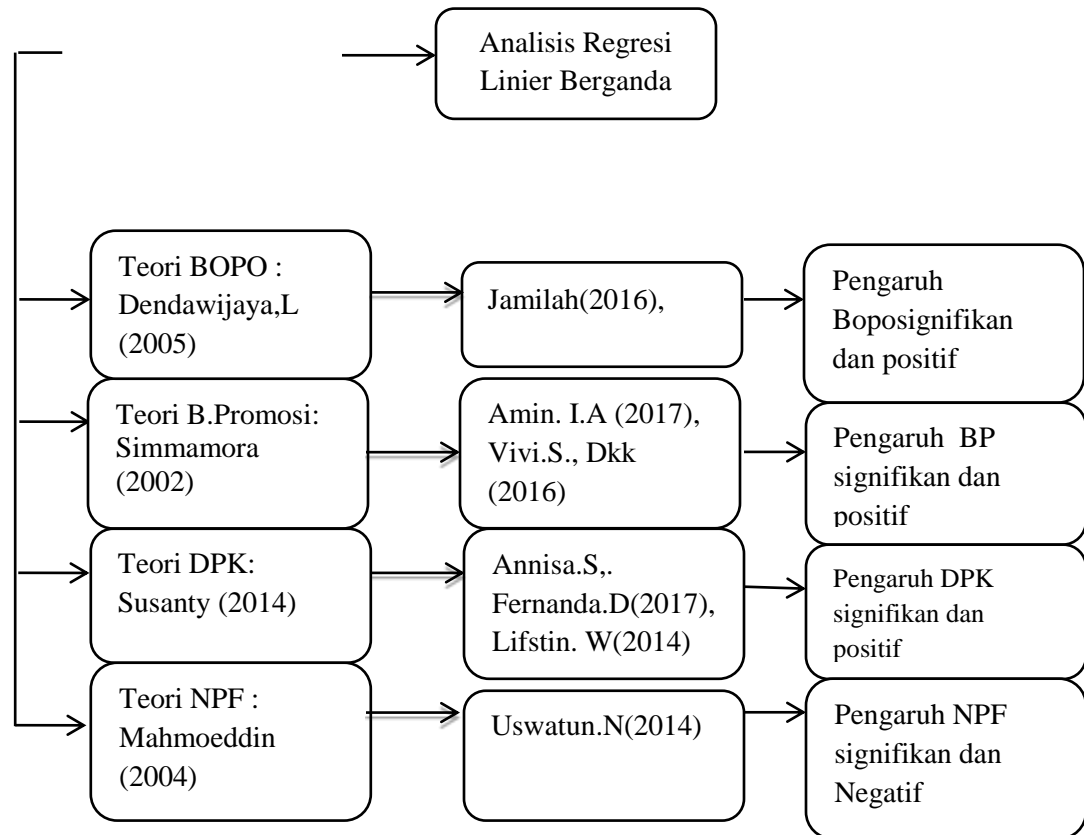 Analisis Regresi
Linier Berganda
Teori BOPO :
Dendawijaya,L
(2005)
Jamilah(2016),
Pengaruh
Boposignifikan
dan positif
Teori B.Promosi:
Simmamora
(2002)
Amin. I.A (2017),
Vivi.S., Dkk
(2016)
Pengaruh BP
signifikan dan
positif
Teori DPK:
Susanty (2014)
Annisa.S,.
Fernanda.D(2017),
Lifstin. W(2014)
Pengaruh DPK
signifikan dan
positif
Teori NPF :
Mahmoeddin
(2004)
Uswatun.N(2014)
Pengaruh NPF
signifikan dan
Negatif